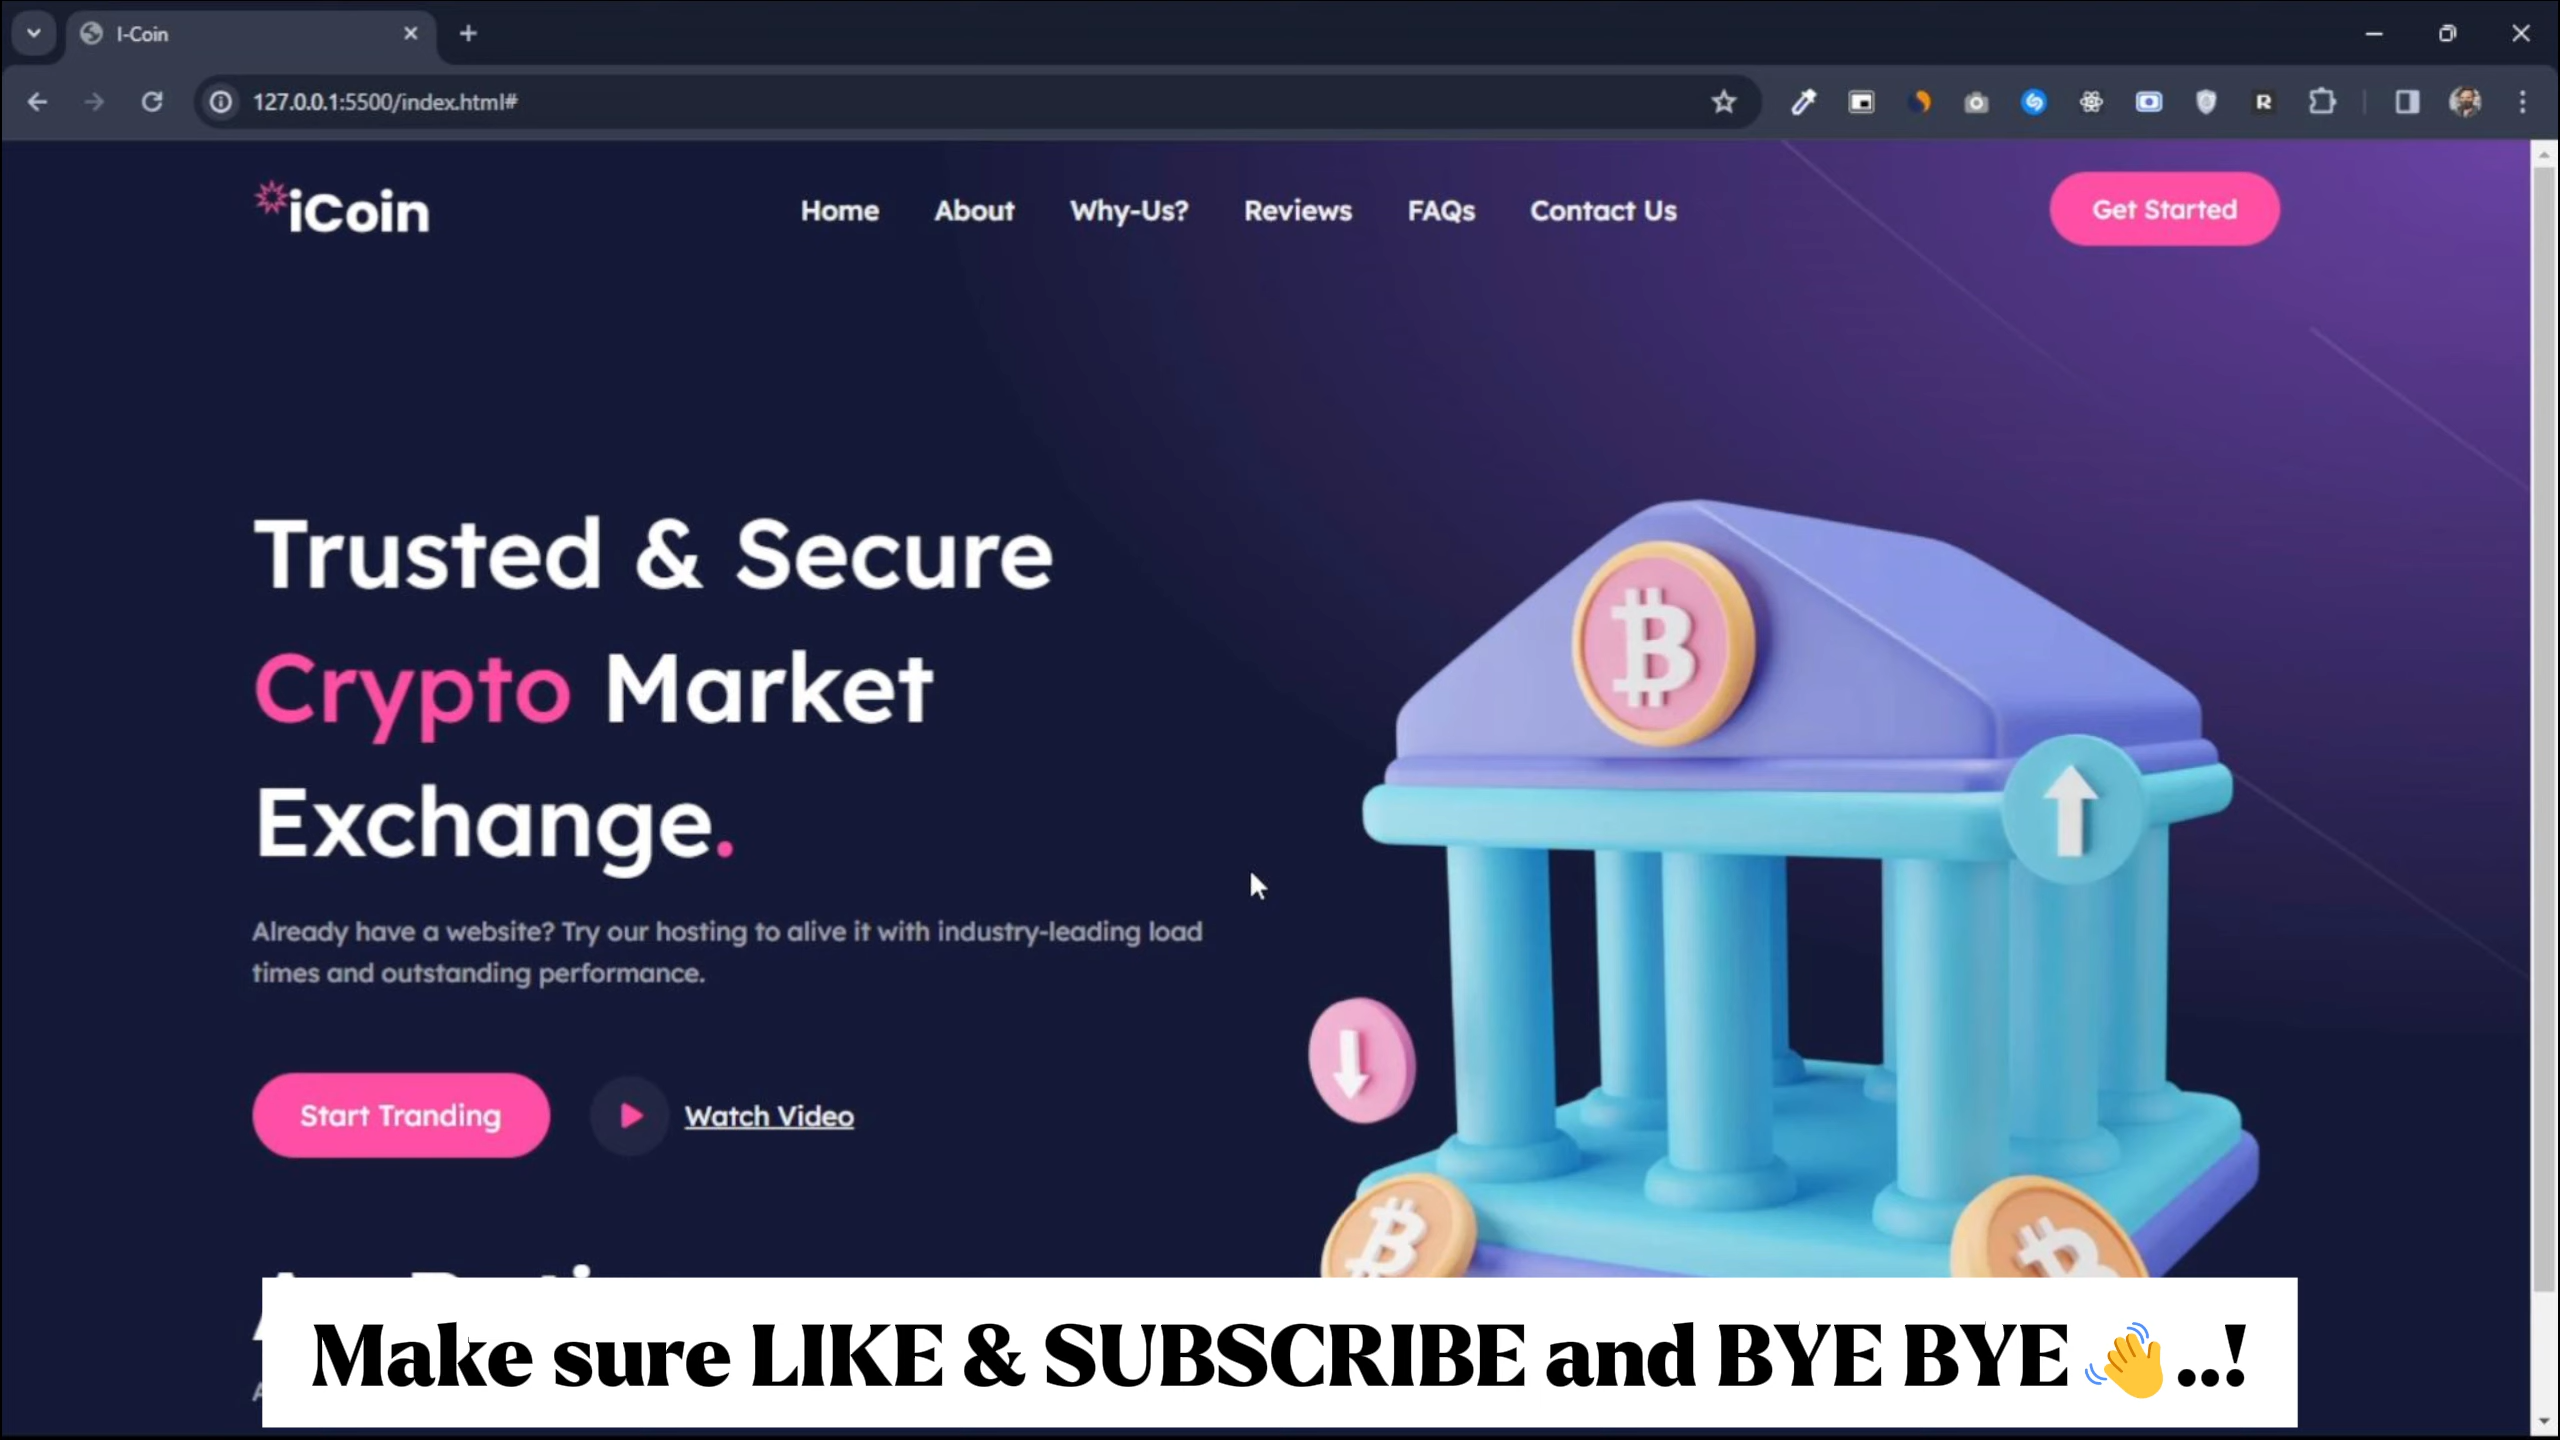 I-Coin
127.0.0.1:5500/index.html#
R
iCoin
Home About Why-Us? Reviews FAQs Contact Us
Get Started
Trusted & Secure
Crypto Market
Exchange.
Already have a website? Try our hosting to alive it with industry-leading load
times and outstanding performance.
Start Tranding
Watch Video
Make sure LIKE & SUBSCRIBE and BYE BYE 👋..!